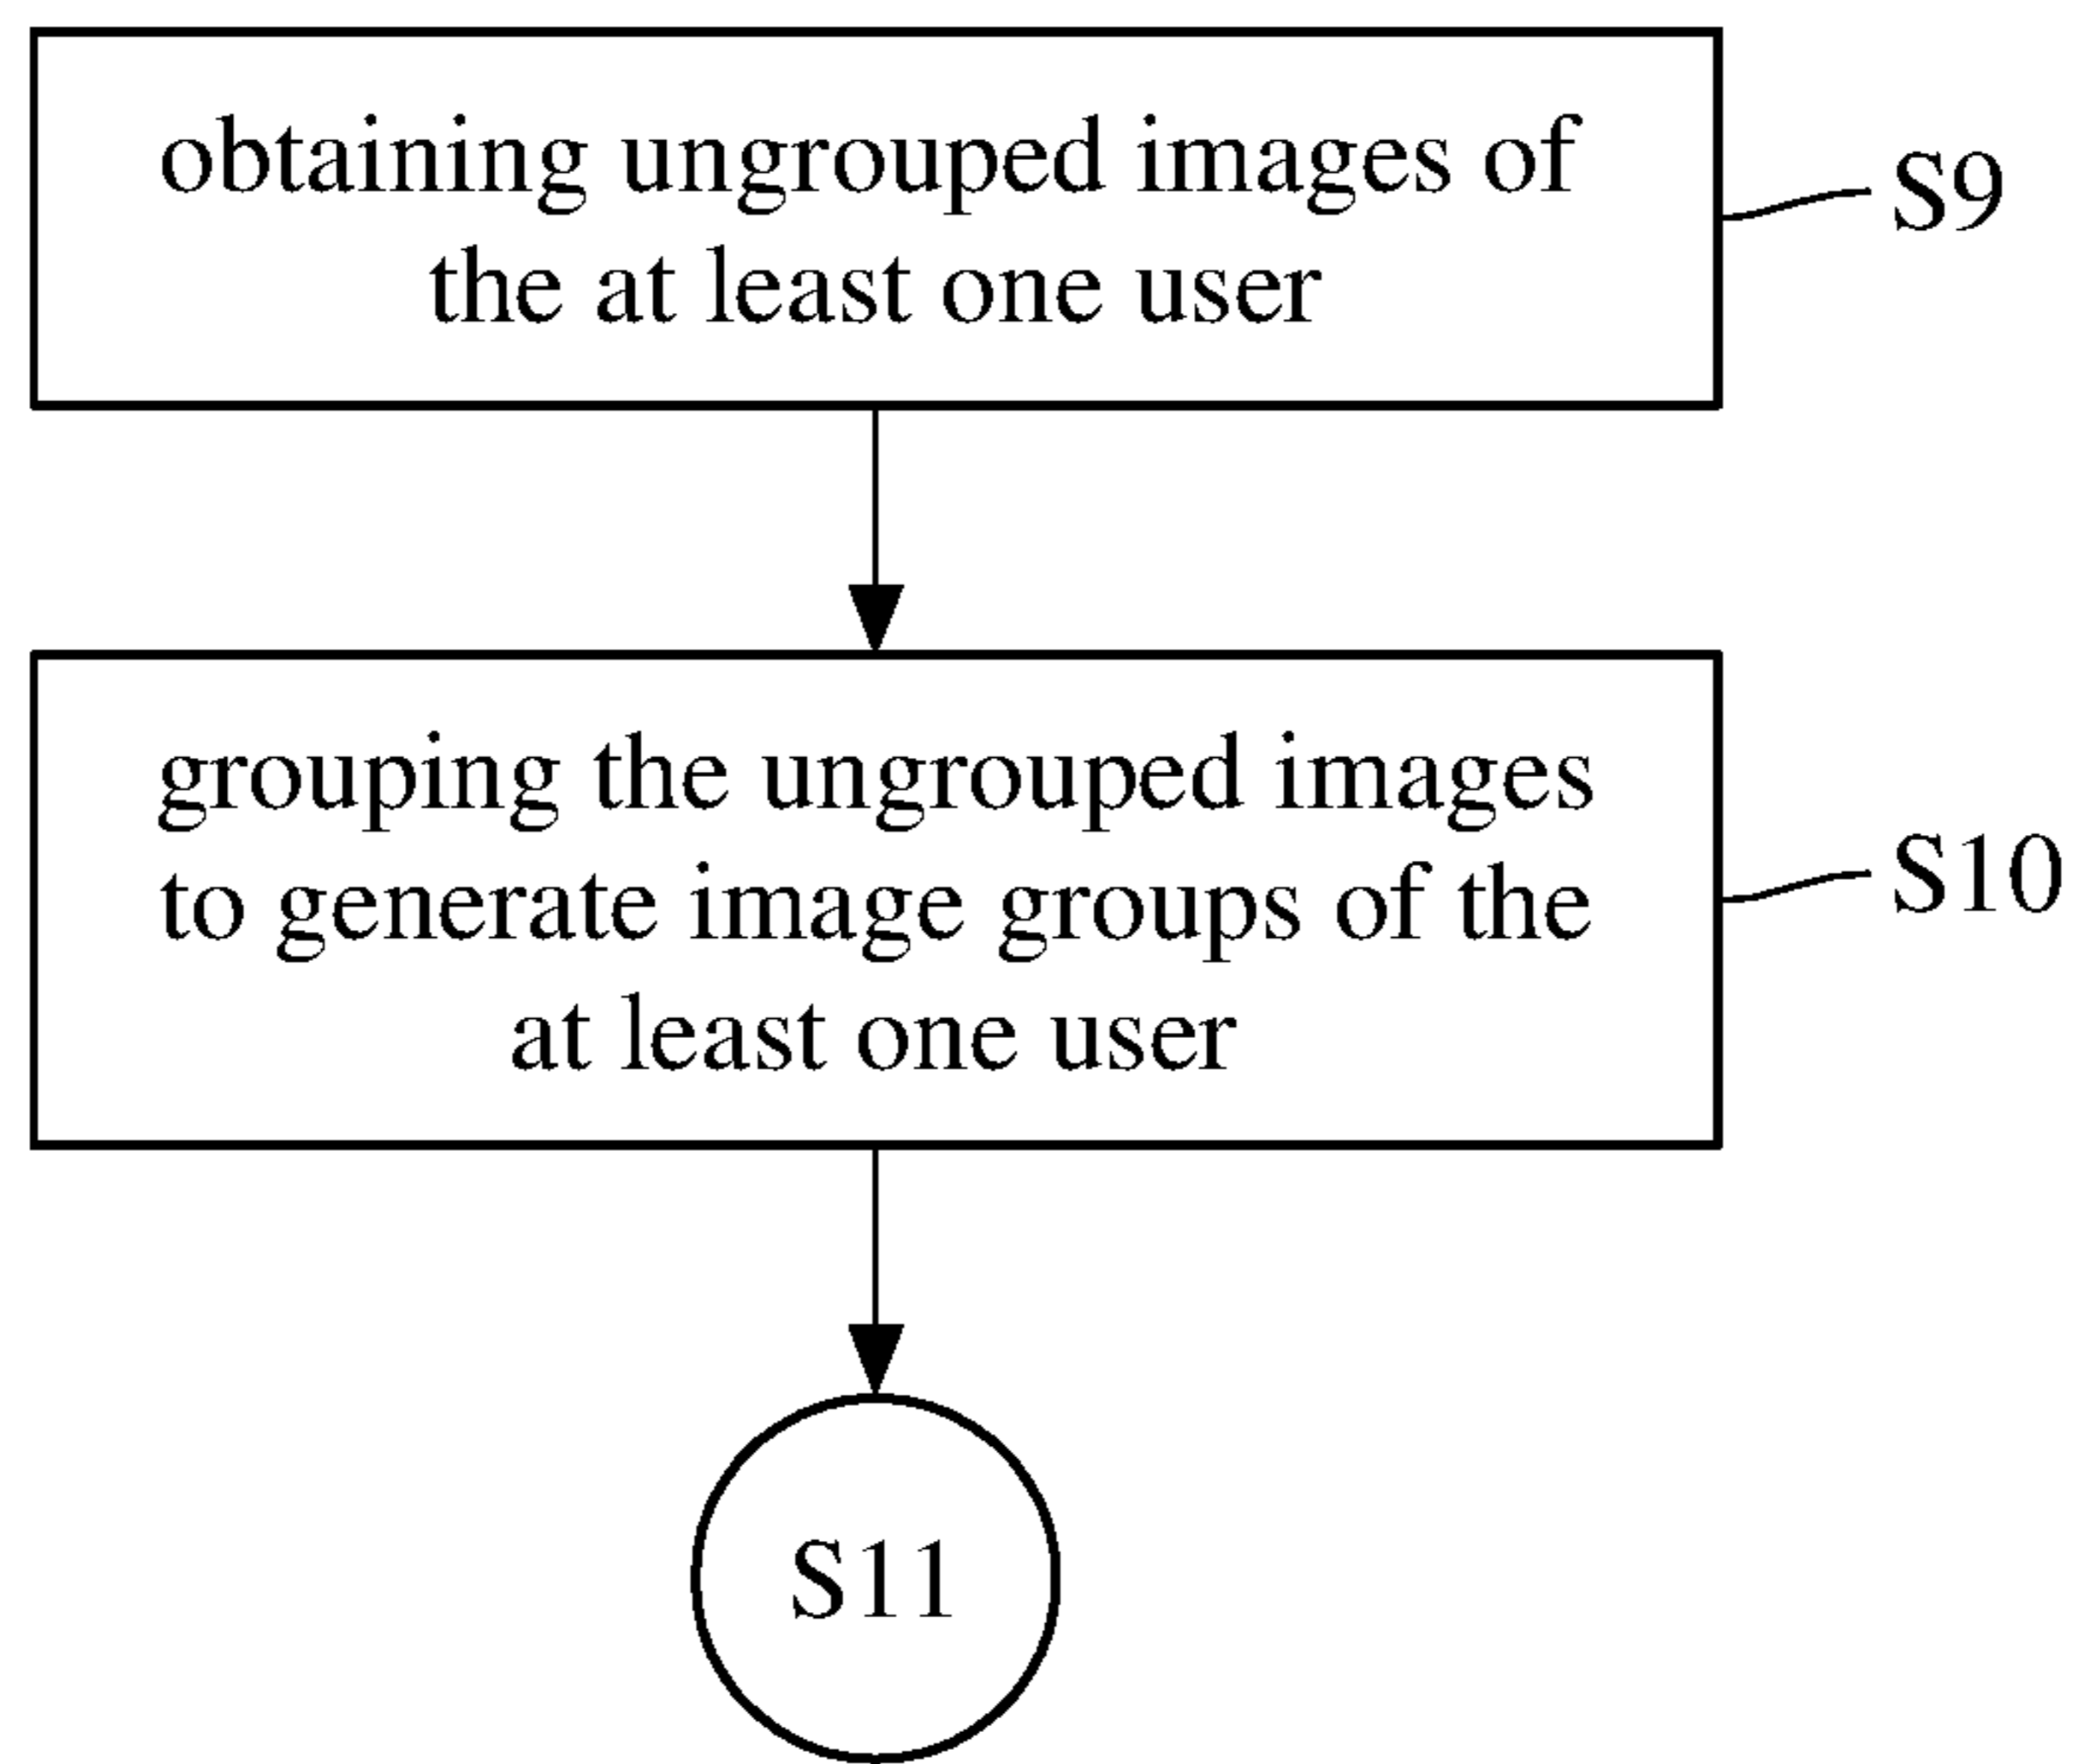 obtaining ungrouped images of
the at least one user
S9
grouping the ungrouped images
to generate image groups of the
at least one user
S10
S11